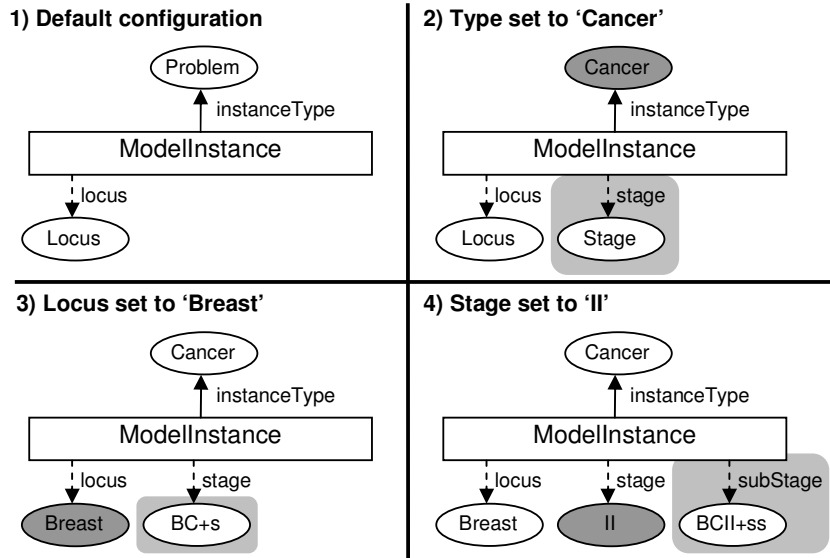 1) Default configuration
Problem
instanceType
ModelInstance
locus
Locus
2) Type set to ‘Cancer’
Cancer
instanceType
ModelInstance
locus
stage
Locus
Stage
3) Locus set to ‘Breast’
Cancer
instanceType
ModelInstance
locus
stage
Breast
BC+s
4) Stage set to ‘II’
Cancer
instanceType
ModelInstance
locus
stage
subStage
Breast
II
BCII+ss